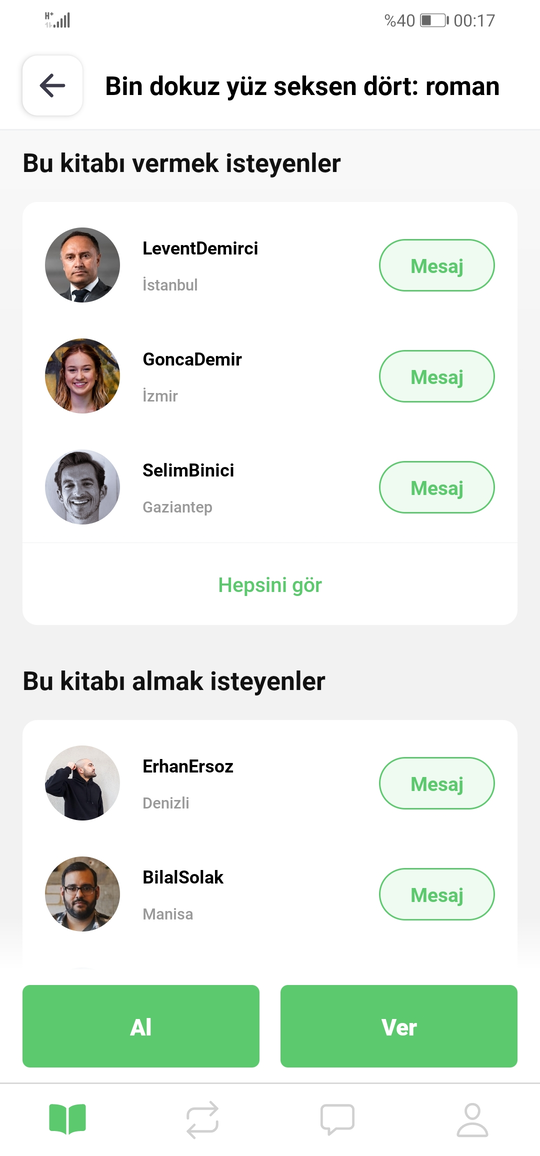 %40 00:17
Bin dokuz yüz seksen dört: roman
Bu kitabı vermek isteyenler
LeventDemirci
İstanbul
Mesaj
GoncaDemir
İzmir
Mesaj
SelimBinici
Gaziantep
Mesaj
Hepsini gör
Bu kitabı almak isteyenler
ErhanErsoz
Denizli
Mesaj
BilalSolak
Manisa
Mesaj
Al
Ver